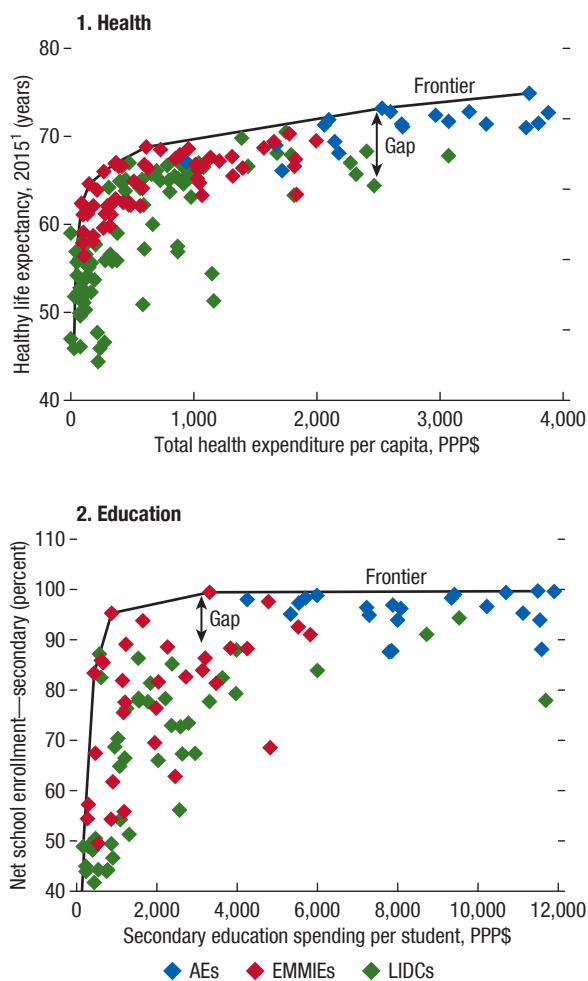 1. Health
Healthy life expectancy, 2015¹ (years)
80
70
60
50
40
Frontier
Gap
0 1,000 2,000 3,000 4,000
Total health expenditure per capita, PPP$
2. Education
Net school enrollment—secondary (percent)
110
100
90
80
70
60
50
40
Frontier
Gap
0 2,000 4,000 6,000 8,000 10,000 12,000
Secondary education spending per student, PPP$
AEs EMMIEs LIDCs